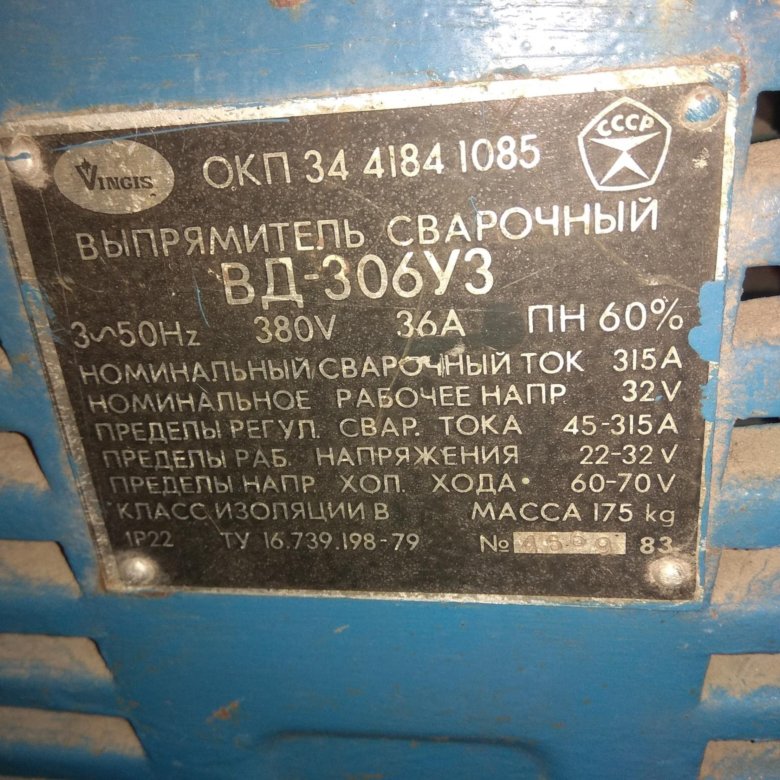 VINGIS ОКП 34 4184 1085 СССР
ВЫПРЯМИТЕЛЬ СВАРОЧНЫЙ
ВД-306У3
3~50Hz 380V 36A ПН 60%
НОМИНАЛЬНЫЙ СВАРОЧНЫЙ ТОК 315A
НОМИНАЛЬНОЕ РАБОЧЕЕ НАПР 32V
ПРЕДЕЛЫ РЕГУЛ. СВАР. ТОКА 45-315A
ПРЕДЕЛЫ РАБ. НАПРЯЖЕНИЯ 22-32V
ПРЕДЕЛЫ НАПР ХОЛ. ХОДА 60-70V
КЛАСС ИЗОЛЯЦИИ B МАССА 175 kg
1P22 ТУ 16.739.198-79 № 83